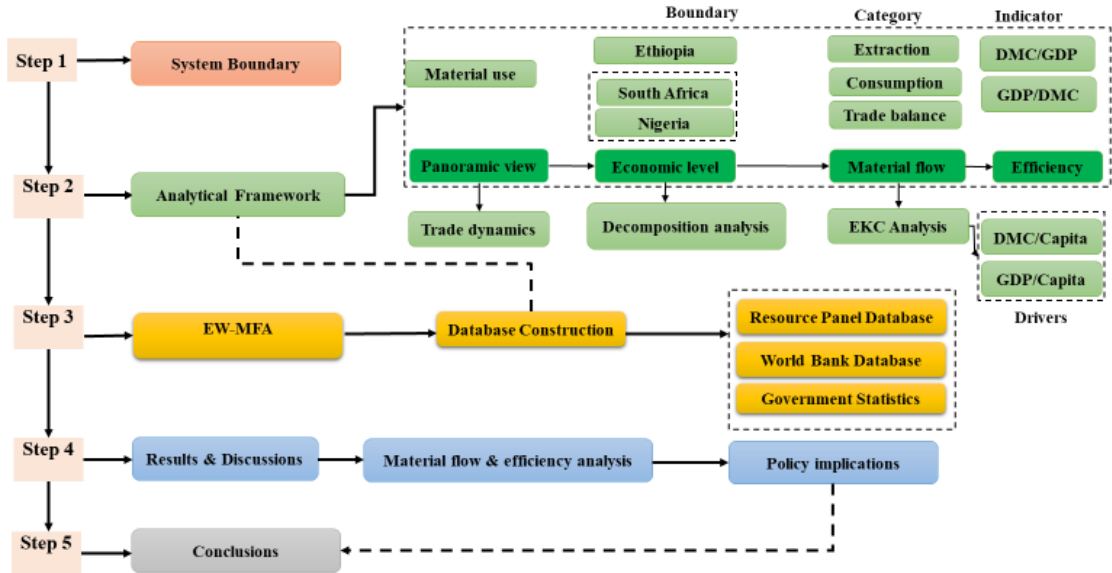 Boundary
Category
Indicator
Step 1
System Boundary
Material use
Ethiopia
South Africa
Nigeria
Extraction
Consumption
Trade balance
DMC/GDP
GDP/DMC
Step 2
Analytical Framework
Panoramic view
Economic level
Material flow
Efficiency
Trade dynamics
Decomposition analysis
EKC Analysis
DMC/Capita
GDP/Capita
Drivers
Step 3
EW-MFA
Database Construction
Resource Panel Database
World Bank Database
Government Statistics
Step 4
Results & Discussions
Material flow & efficiency analysis
Policy implications
Step 5
Conclusions